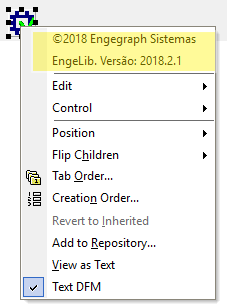 ©2018 Engegraph Sistemas
EngeLib. Versão: 2018.2.1
Edit
Control
Position
Flip Children
Tab Order...
Creation Order...
Revert to Inherited
Add to Repository...
View as Text
Text DFM